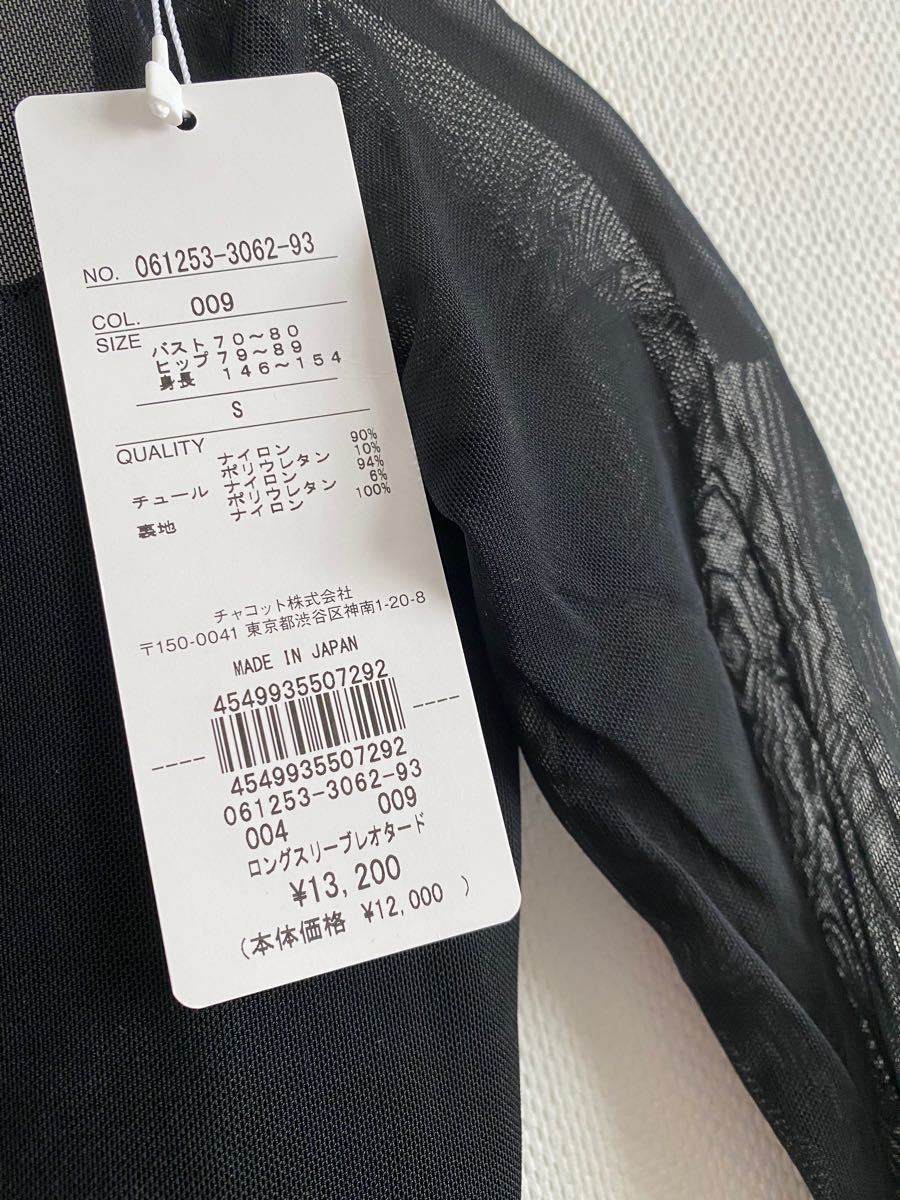 NO. 061253-3062-93
COL. 009
SIZE バスト 70～80
ヒップ 79～89
身長 146～154
S
QUALITY ナイロン 90%
ポリウレタン 10%
チュール ナイロン 94%
ポリウレタン 6%
裏地 ナイロン 100%
チャコット株式会社
〒150-0041 東京都渋谷区神南1-20-8
MADE IN JAPAN
4549935507292
4549935507292
061253-3062-93
004 009
ロングスリーブレオタード
¥13,200
(本体価格 ¥12,000 )